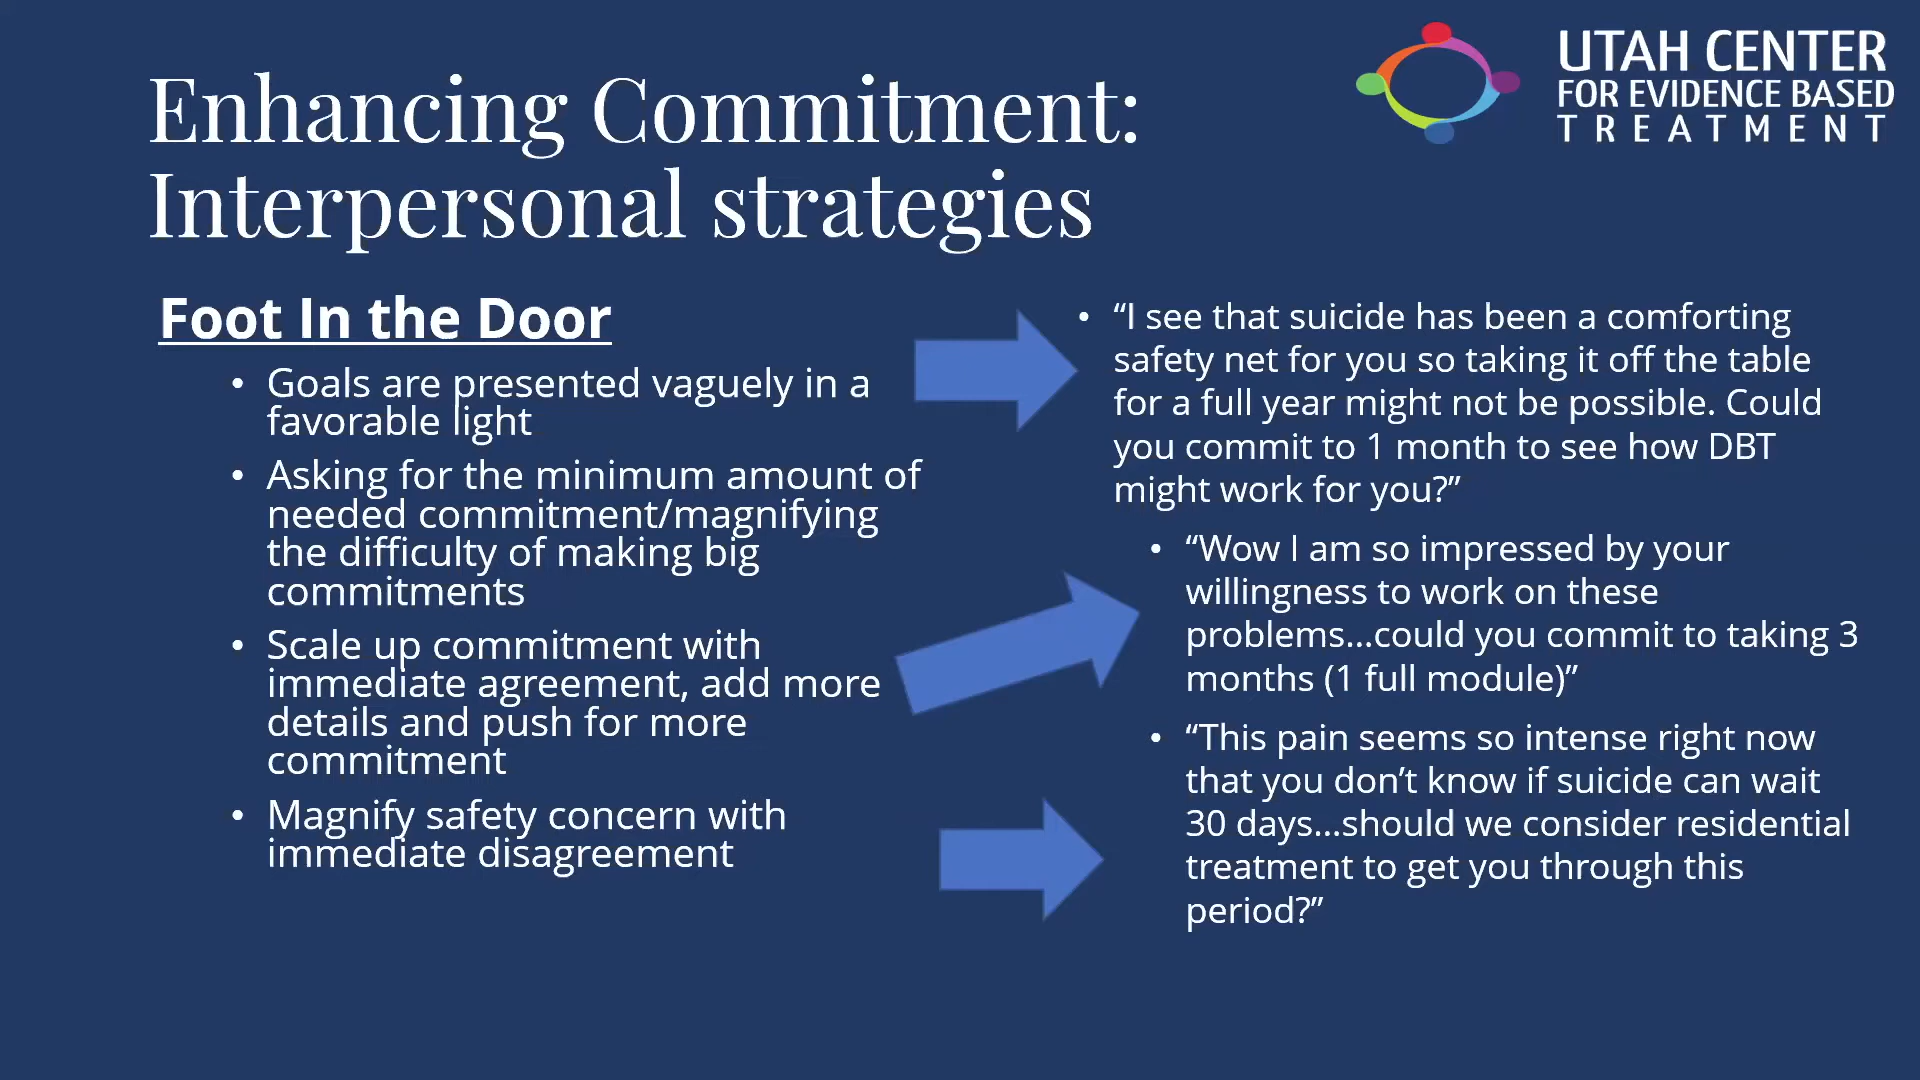 Enhancing Commitment:
Interpersonal strategies
UTAH CENTER
FOR EVIDENCE BASED
TREATMENT
Foot In the Door
• Goals are presented vaguely in a
favorable light
• Asking for the minimum amount of
needed commitment/magnifying
the difficulty of making big
commitments
• Scale up commitment with
immediate agreement, add more
details and push for more
commitment
• Magnify safety concern with
immediate disagreement
• “I see that suicide has been a comforting
safety net for you so taking it off the table
for a full year might not be possible. Could
you commit to 1 month to see how DBT
might work for you?”
• “Wow I am so impressed by your
willingness to work on these
problems…could you commit to taking 3
months (1 full module)”
• “This pain seems so intense right now
that you don’t know if suicide can wait
30 days…should we consider residential
treatment to get you through this
period?”